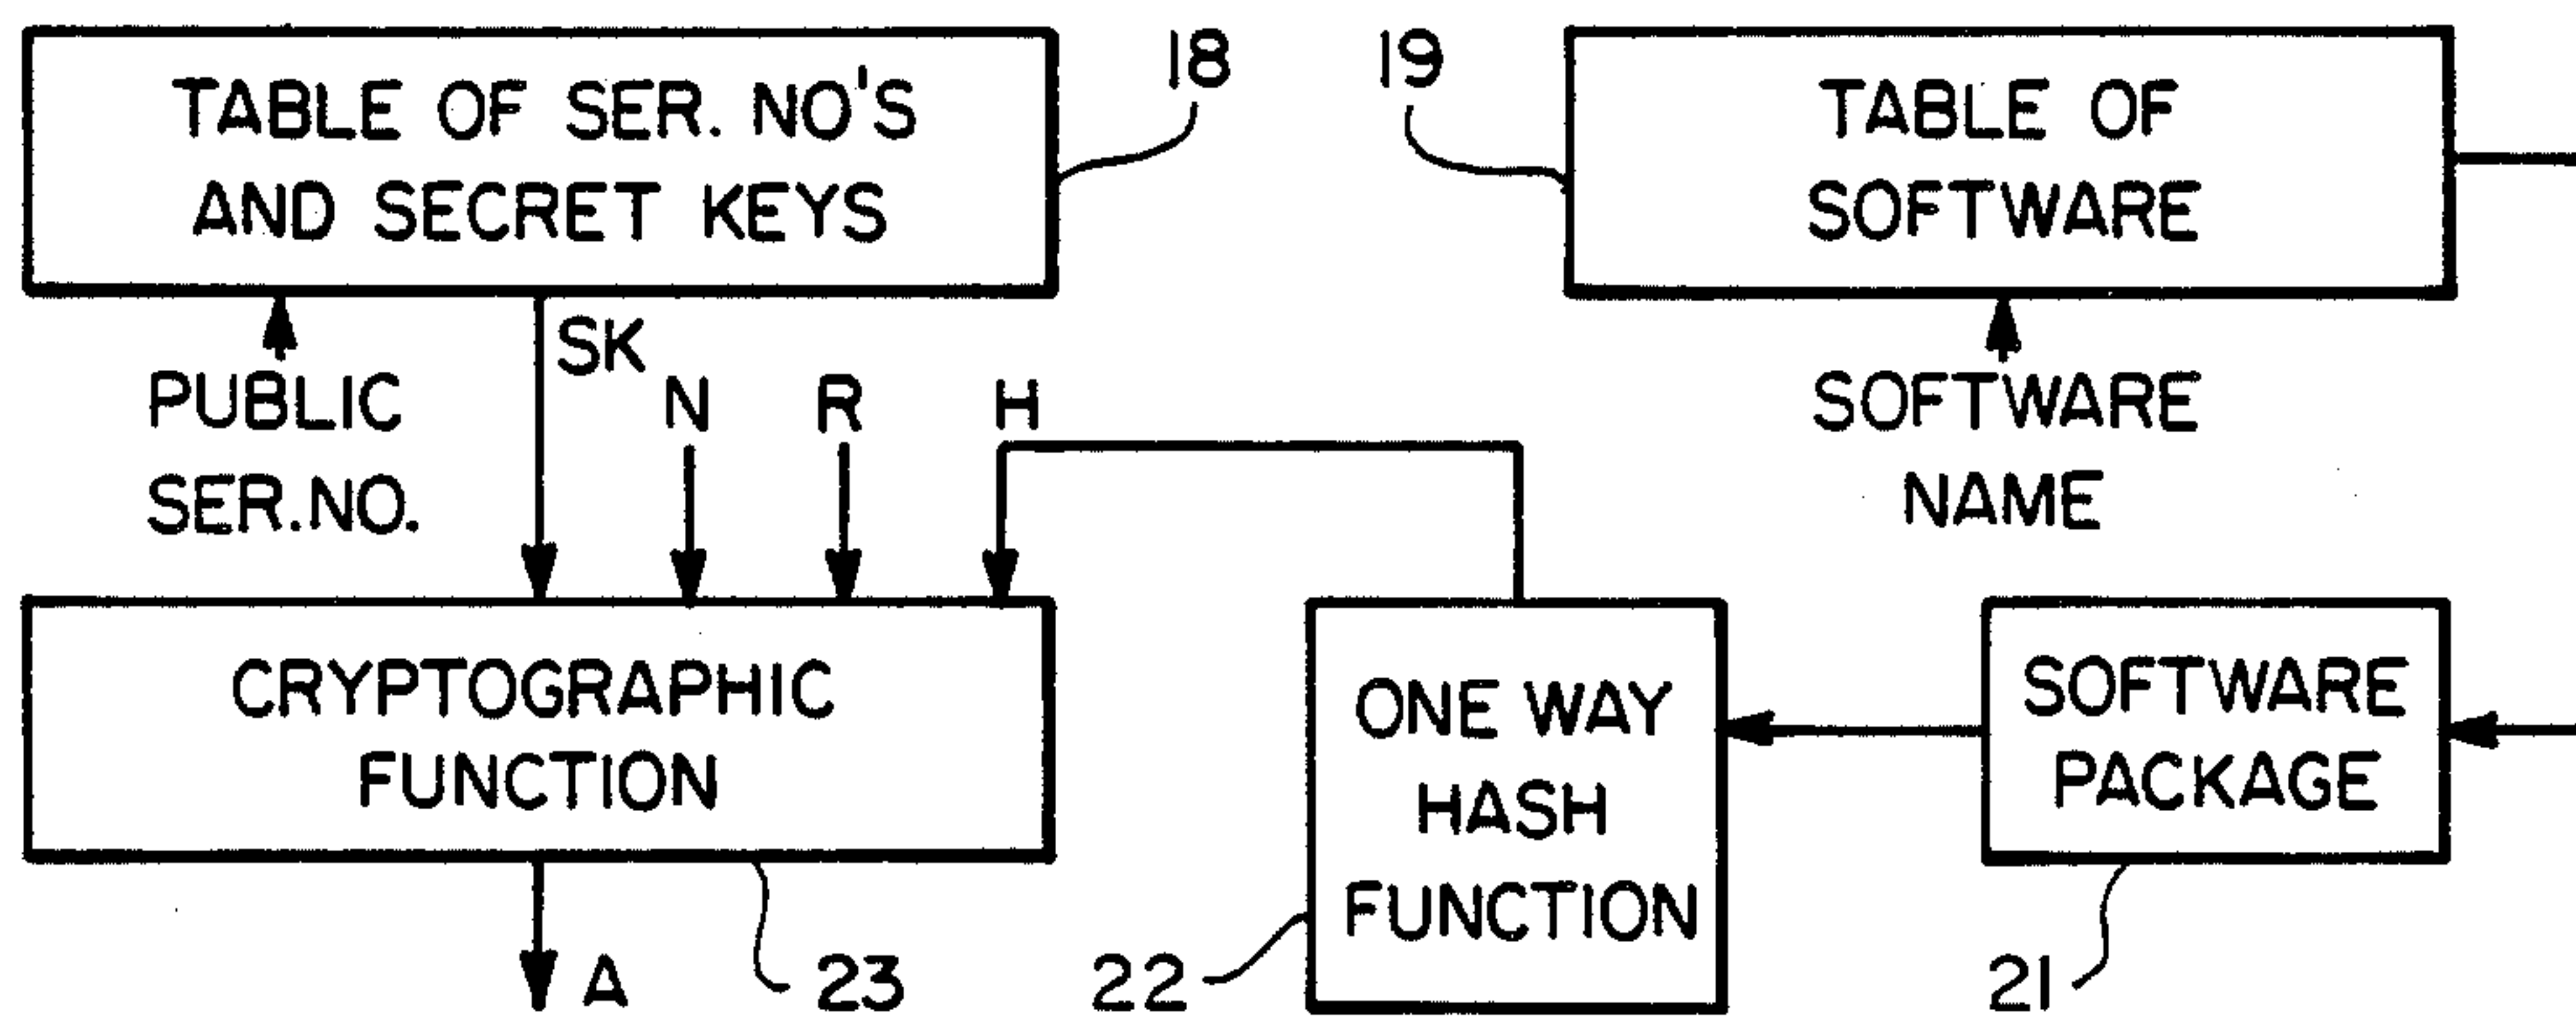 TABLE OF SER. NO'S
AND SECRET KEYS
18
19
TABLE OF
SOFTWARE
PUBLIC
SER.NO.
SK
N
R
H
SOFTWARE
NAME
CRYPTOGRAPHIC
FUNCTION
ONE WAY
HASH
FUNCTION
SOFTWARE
PACKAGE
A
23
22
21